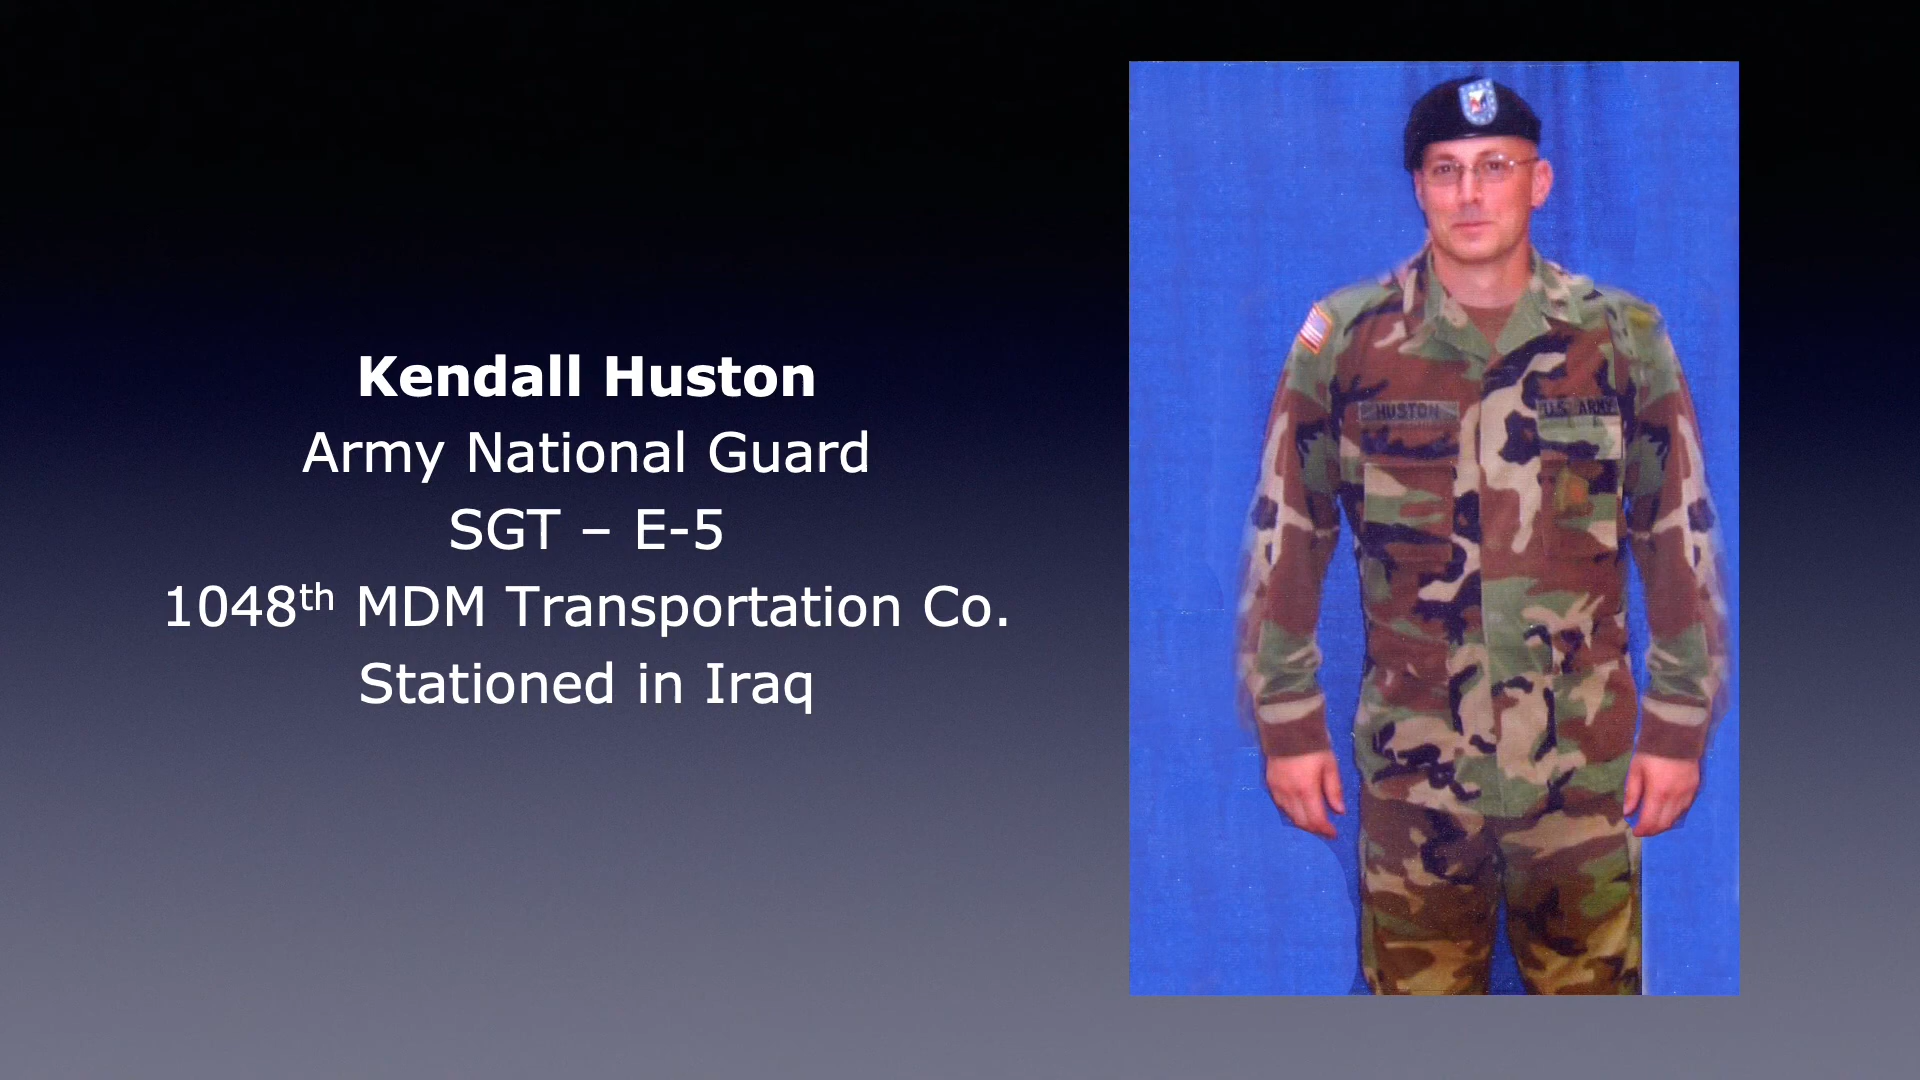 Kendall Huston
Army National Guard
SGT – E-5
1048th MDM Transportation Co.
Stationed in Iraq
HUSTON
U.S. ARMY